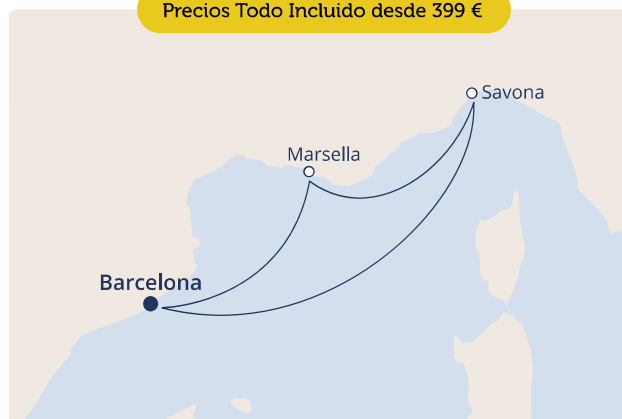 Precios Todo Incluido desde 399 €
Savona
Marsella
Barcelona